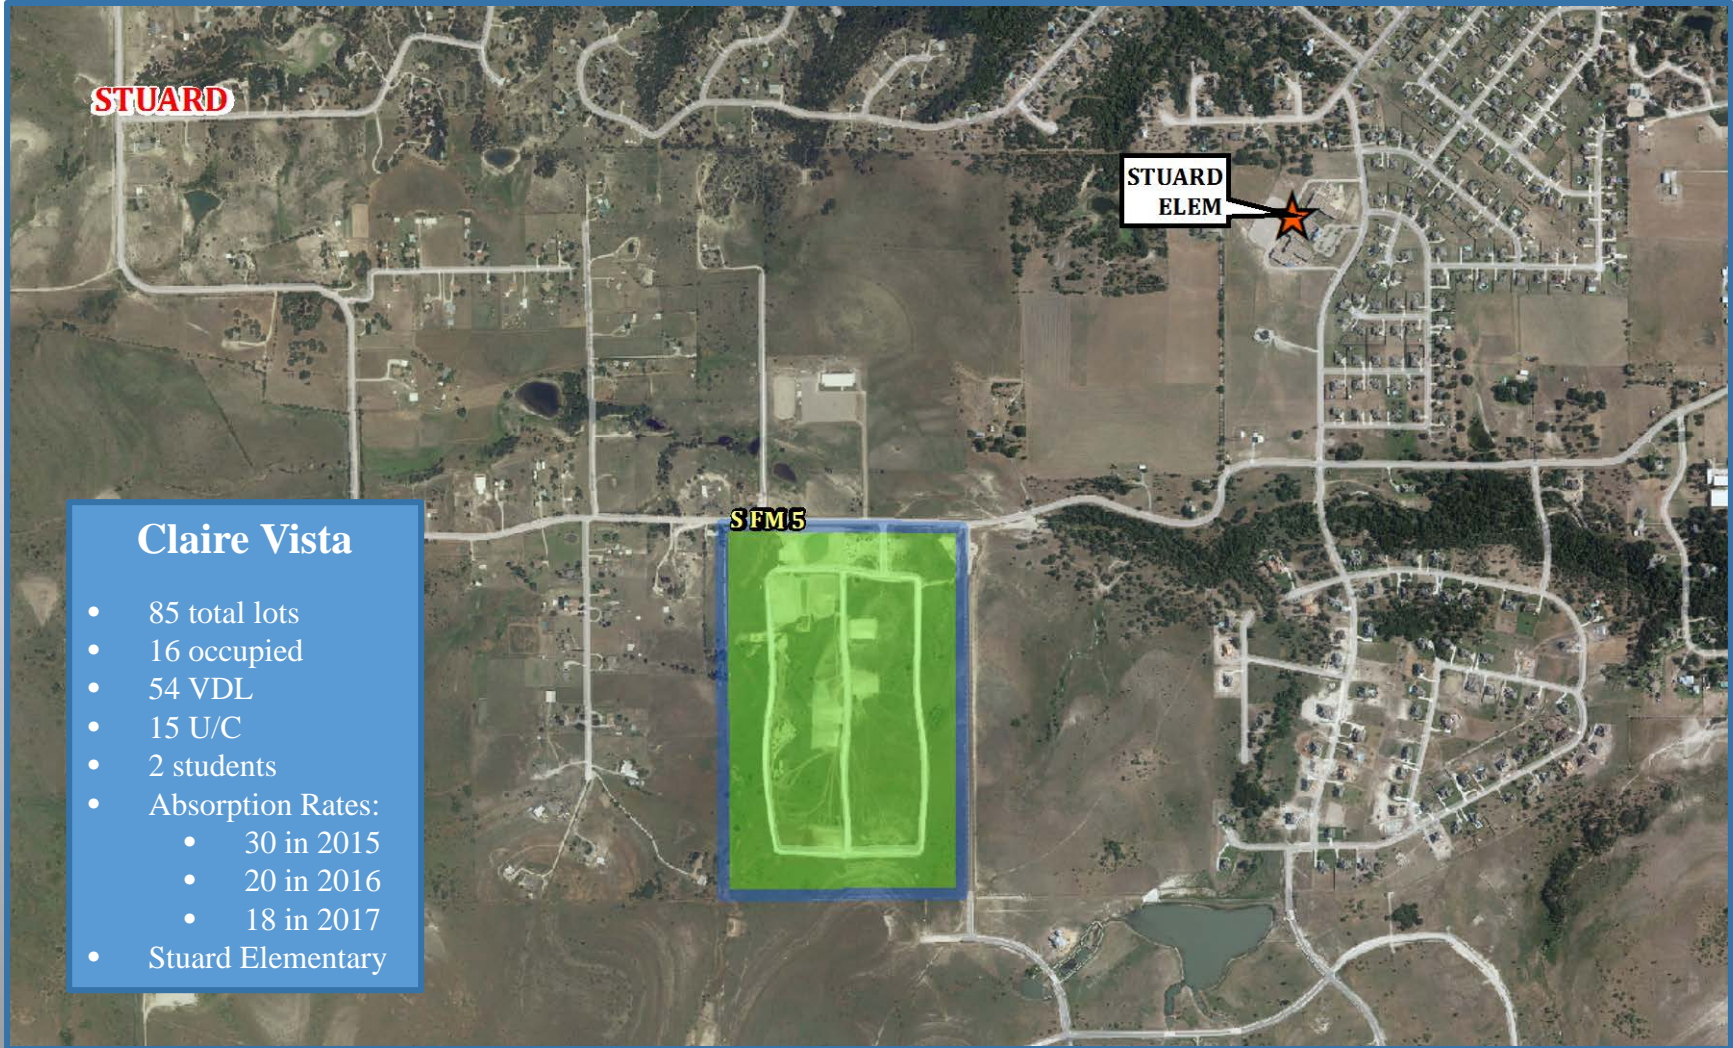 STUARD
STUARD
ELEM
S FM 5
Claire Vista
• 85 total lots
• 16 occupied
• 54 VDL
• 15 U/C
• 2 students
• Absorption Rates:
• 30 in 2015
• 20 in 2016
• 18 in 2017
• Stuard Elementary